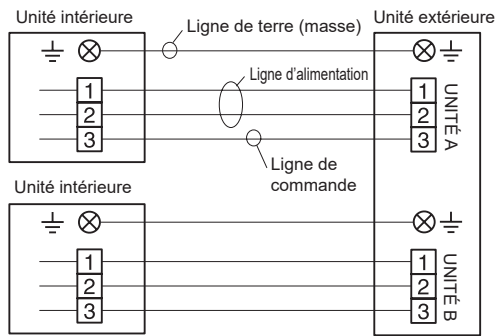 Unité intérieure
Unité extérieure
Ligne de terre (masse)
Ligne d'alimentation
1
2
3
1
2
3
UNITÉ A
Ligne de
commande
Unité intérieure
1
2
3
1
2
3
UNITÉ B